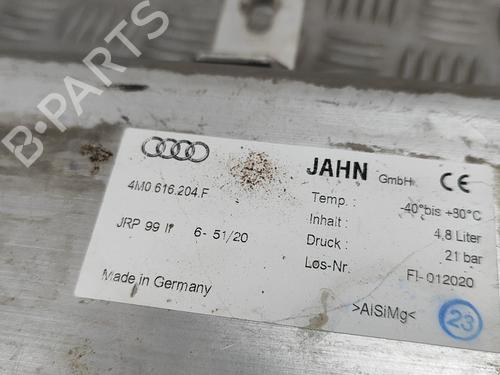 B-PARTS
JAHN GmbH CE
4M0 616.204.F
Temp.: -40°bis +80°C
Inhalt: 4,8 Liter
JRP 99 II 6- 51/20
Druck: 21 bar
Los-Nr. FI- 012020
Made in Germany
>AlSiMg< 23